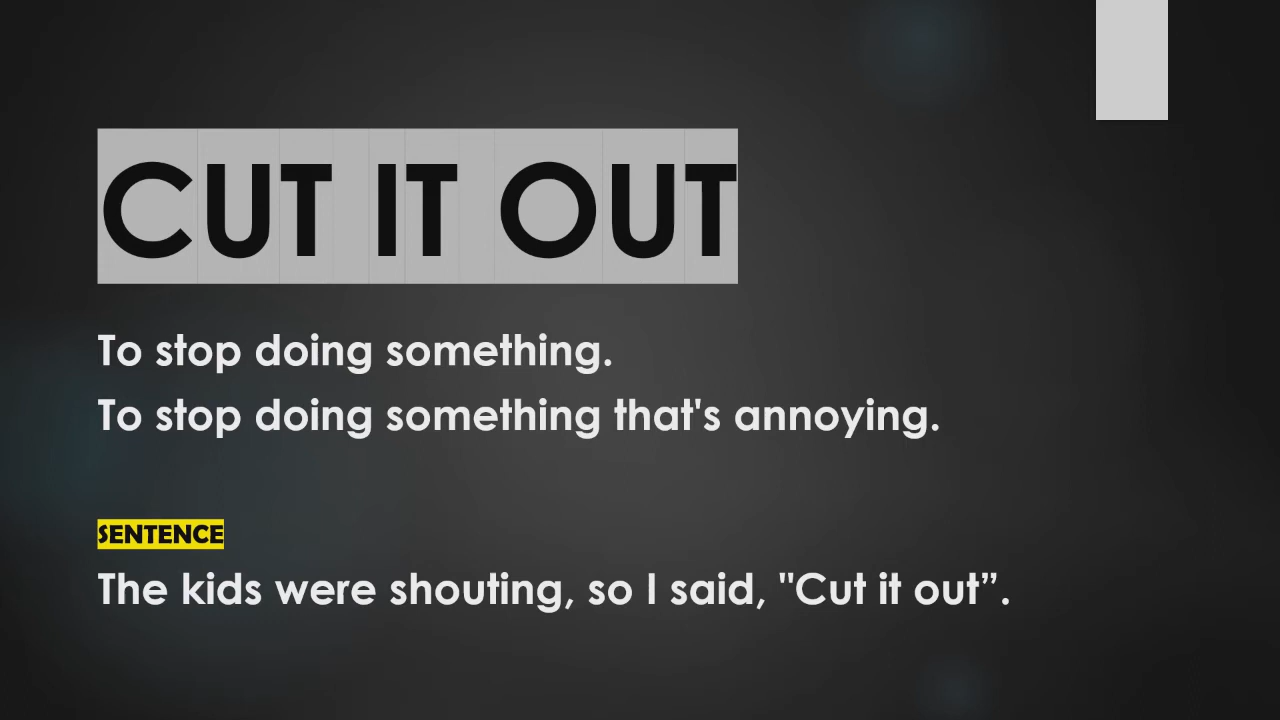 CUT IT OUT
To stop doing something.
To stop doing something that's annoying.
SENTENCE
The kids were shouting, so I said, "Cut it out”.